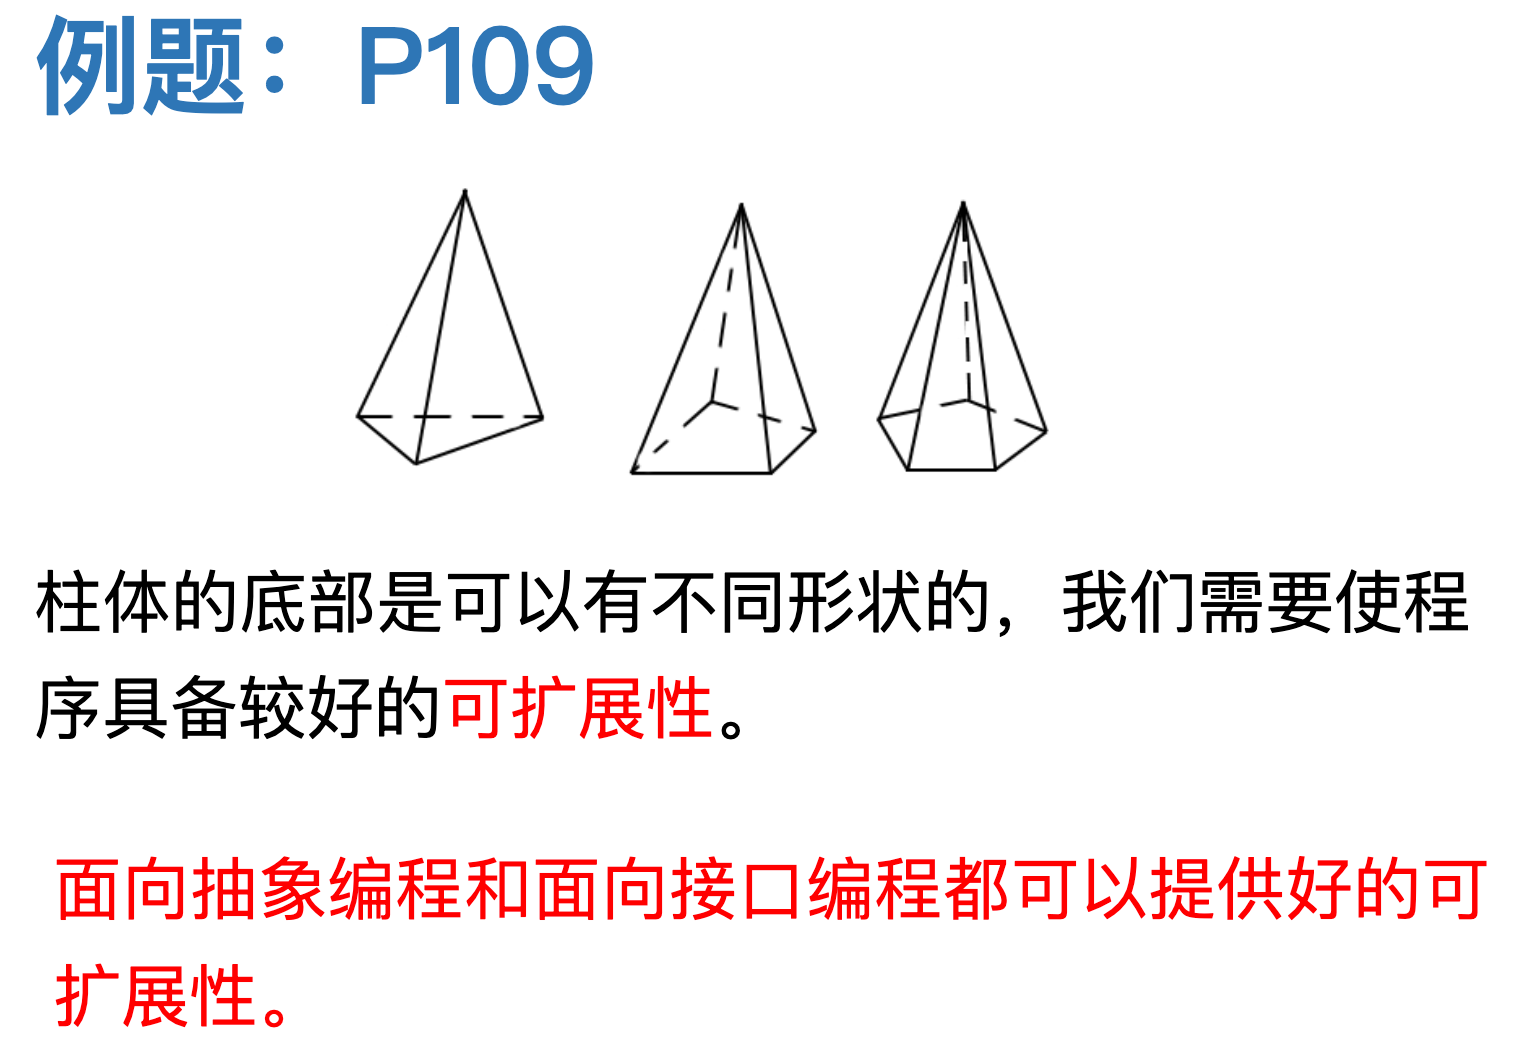 例题：P109
柱体的底部是可以有不同形状的，我们需要使程
序具备较好的可扩展性。
面向抽象编程和面向接口编程都可以提供好的可
扩展性。